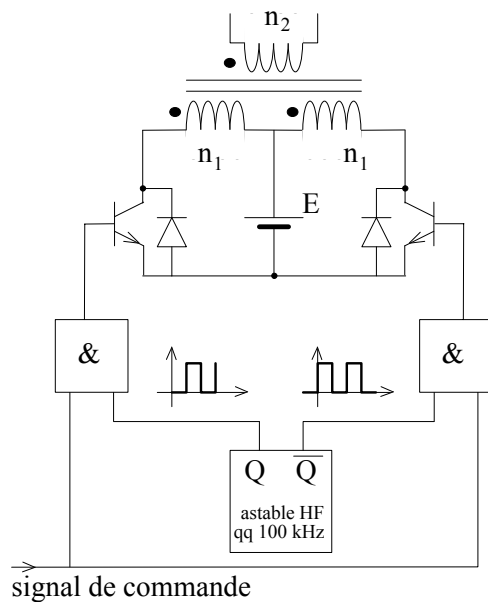 n2
n1
n1
E
&
&
Q
Q
astable HF
qq 100 kHz
signal de commande